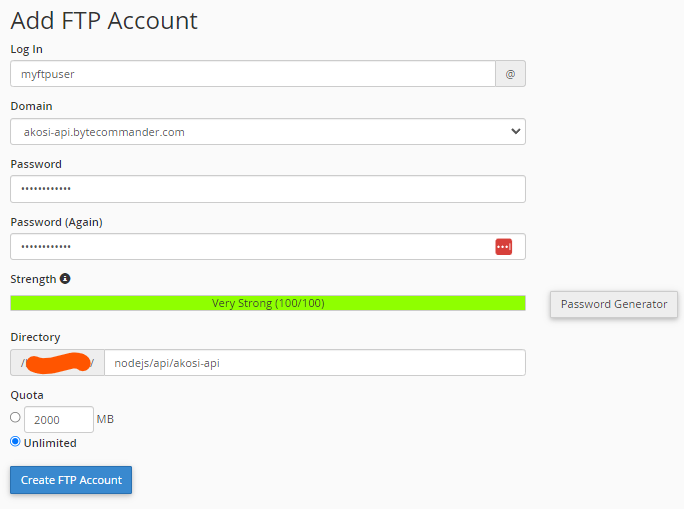 Add FTP Account
Log In
myftpuser @
Domain
akosi-api.bytecommander.com
Password
••••••••••••
Password (Again)
••••••••••••
Strength
Very Strong (100/100)
Password Generator
Directory
/ / nodejs/api/akosi-api
Quota
2000 MB
Unlimited
Create FTP Account